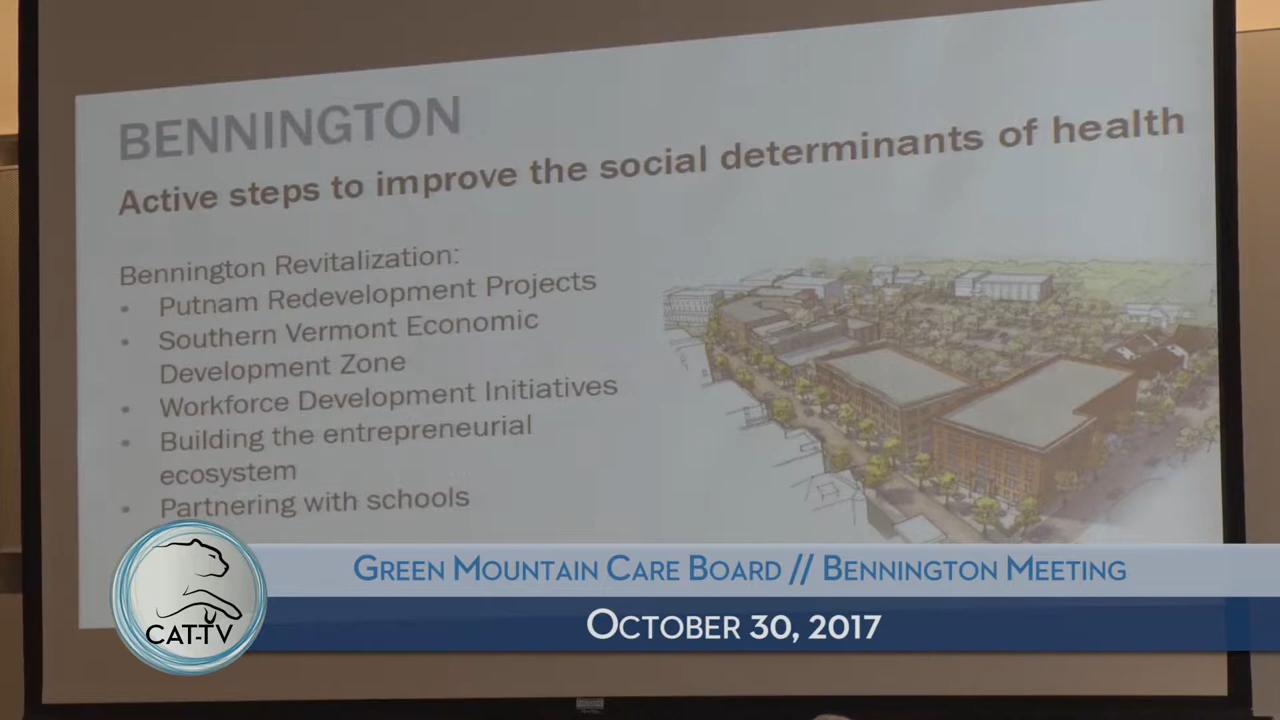 BENNINGTON
Active steps to improve the social determinants of health
Bennington Revitalization:
• Putnam Redevelopment Projects
• Southern Vermont Economic
Development Zone
• Workforce Development Initiatives
• Building the entrepreneurial
ecosystem
• Partnering with schools
GREEN MOUNTAIN CARE BOARD // BENNINGTON MEETING
OCTOBER 30, 2017
CAT-TV